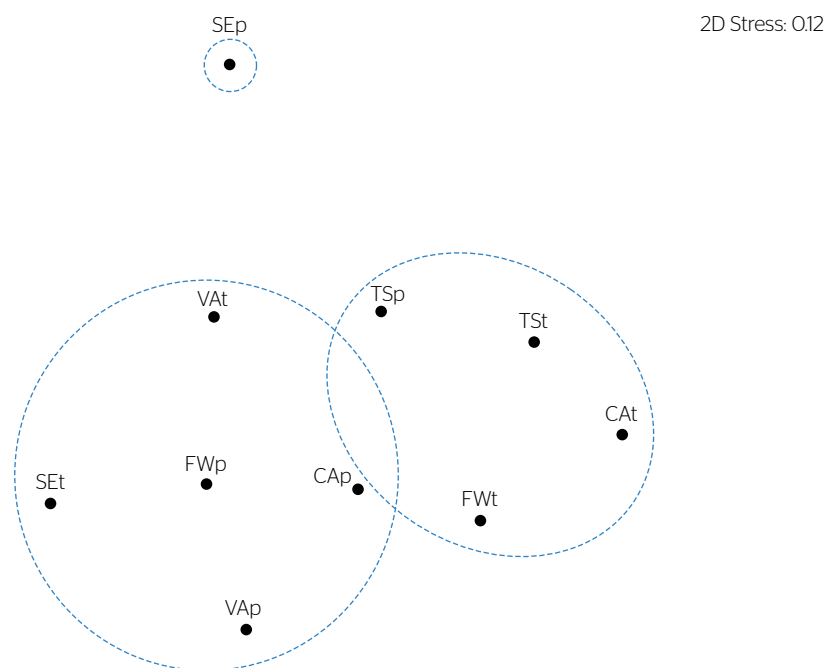 SEp
2D Stress: 0.12
VAt
TSp
TSt
CAt
FWp
CAp
SEt
FWt
VAp